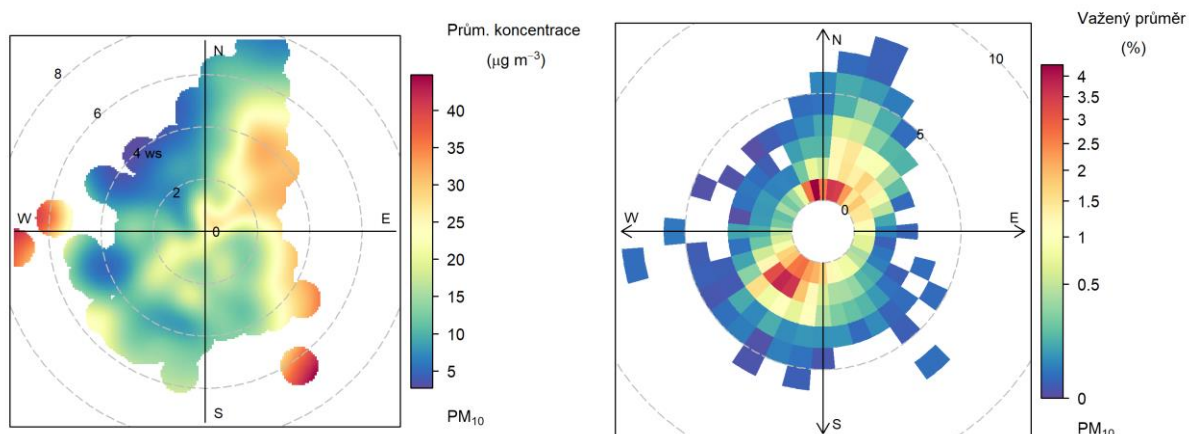 Prům. koncentrace
(μg m⁻³)
N
8
6
4 ws
2
0
W
E
S
40
35
30
25
20
15
10
5
PM₁₀
Vážený průměr
(%)
N
10
5
0
W
E
S
4
3.5
3
2.5
2
1.5
1
0.5
0
PM₁₀